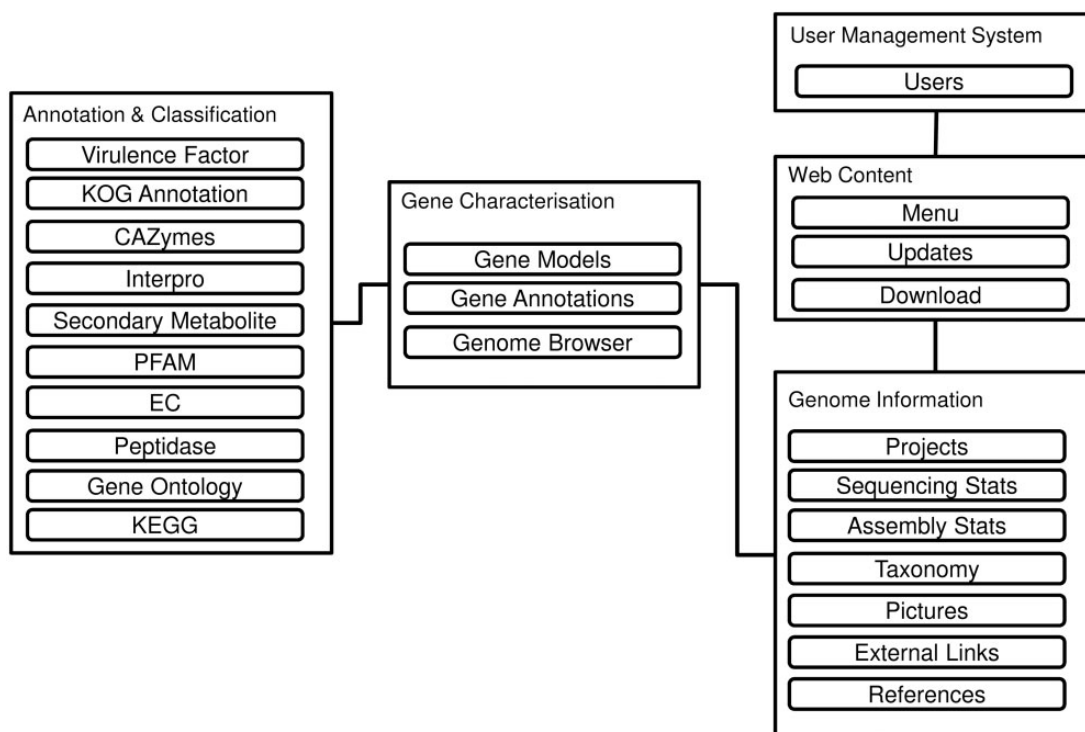 User Management System
Users
Annotation & Classification
Virulence Factor
KOG Annotation
CAZymes
Interpro
Secondary Metabolite
PFAM
EC
Peptidase
Gene Ontology
KEGG
Gene Characterisation
Gene Models
Gene Annotations
Genome Browser
Web Content
Menu
Updates
Download
Genome Information
Projects
Sequencing Stats
Assembly Stats
Taxonomy
Pictures
External Links
References